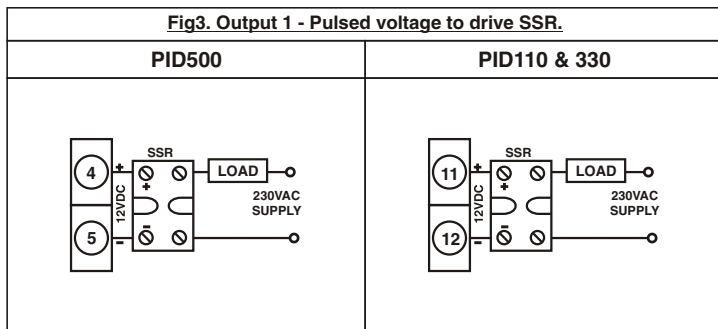 Fig3. Output 1 - Pulsed voltage to drive SSR.
PID500
PID110 & 330
SSR
4
+
+
12VDC
LOAD
230VAC
SUPPLY
5
-
-
SSR
11
+
+
12VDC
LOAD
230VAC
SUPPLY
12
-
-